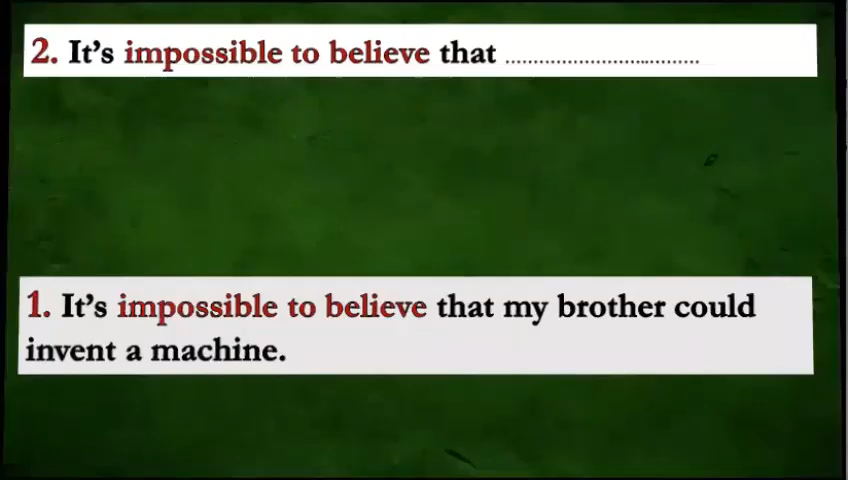 2. It's impossible to believe that ....................................
1. It's impossible to believe that my brother could
invent a machine.